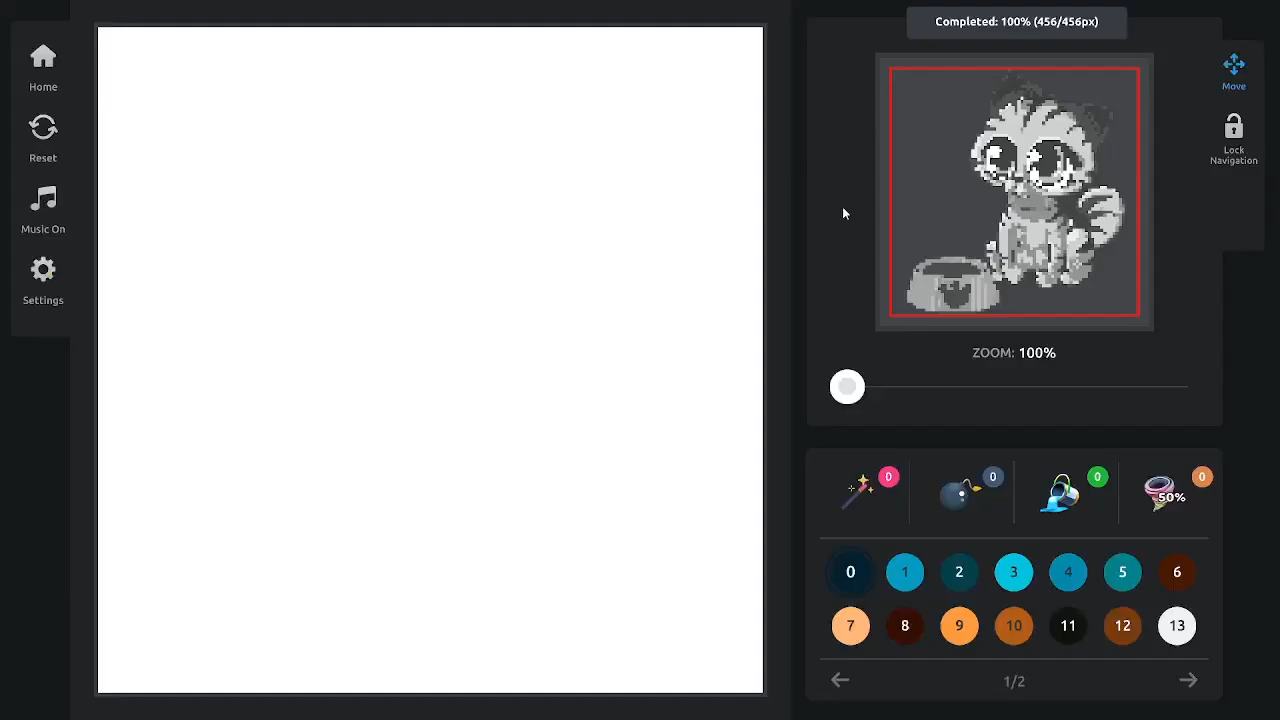 Completed: 100% (456/456px)
Home
Reset
Music On
Settings
Move
Lock
Navigation
ZOOM: 100%
0 0 0 0
50%
0 1 2 3 4 5 6
7 8 9 10 11 12 13
1/2